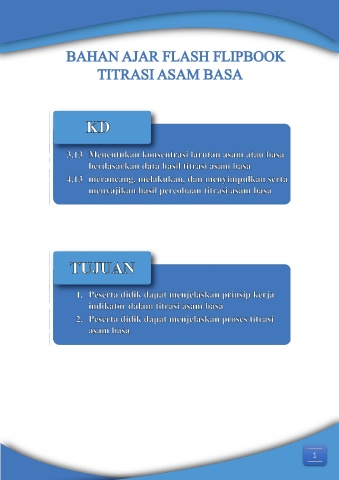 BAHAN AJAR FLASH FLIPBOOK
TITRASI ASAM BASA
KD
3.13 Menentukan konsentrasi larutan asam atau basa
berdasarkan data hasil titrasi asam basa
4.13 merancang, melakukan, dan menyimpulkan serta
menyajikan hasil percobaan titrasi asam basa
TUJUAN
1. Peserta didik dapat menjelaskan prinsip kerja
indikator dalam titrasi asam basa
2. Peserta didik dapat menjelaskan proses titrasi
asam basa
1